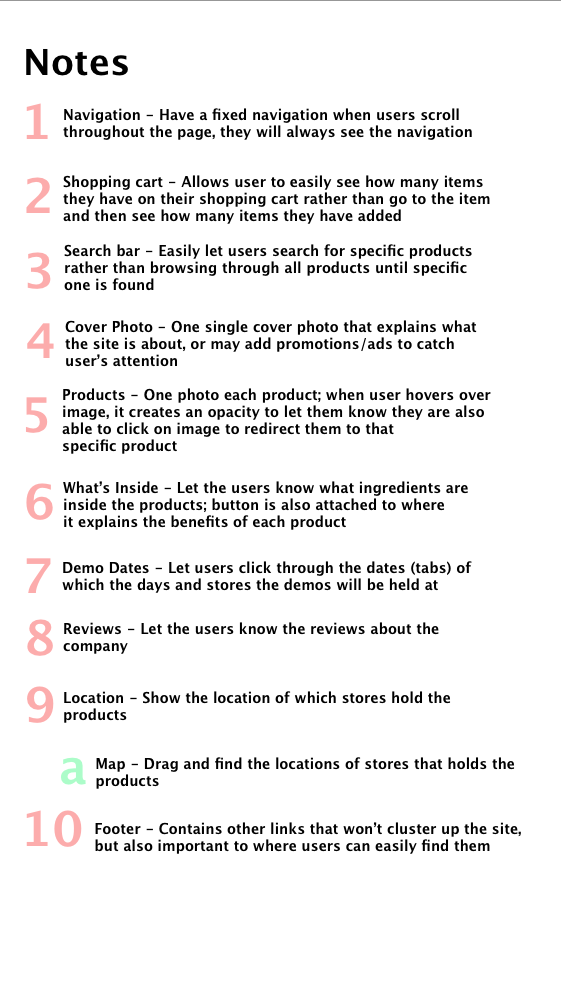 Notes
1
Navigation – Have a fixed navigation when users scroll
throughout the page, they will always see the navigation
2
Shopping cart – Allows user to easily see how many items
they have on their shopping cart rather than go to the item
and then see how many items they have added
3
Search bar – Easily let users search for specific products
rather than browsing through all products until specific
one is found
4
Cover Photo – One single cover photo that explains what
the site is about, or may add promotions/ads to catch
user’s attention
5
Products – One photo each product; when user hovers over
image, it creates an opacity to let them know they are also
able to click on image to redirect them to that
specific product
6
What’s Inside – Let the users know what ingredients are
inside the products; button is also attached to where
it explains the benefits of each product
7
Demo Dates – Let users click through the dates (tabs) of
which the days and stores the demos will be held at
8
Reviews – Let the users know the reviews about the
company
9
Location – Show the location of which stores hold the
products
a
Map – Drag and find the locations of stores that holds the
products
10
Footer – Contains other links that won’t cluster up the site,
but also important to where users can easily find them